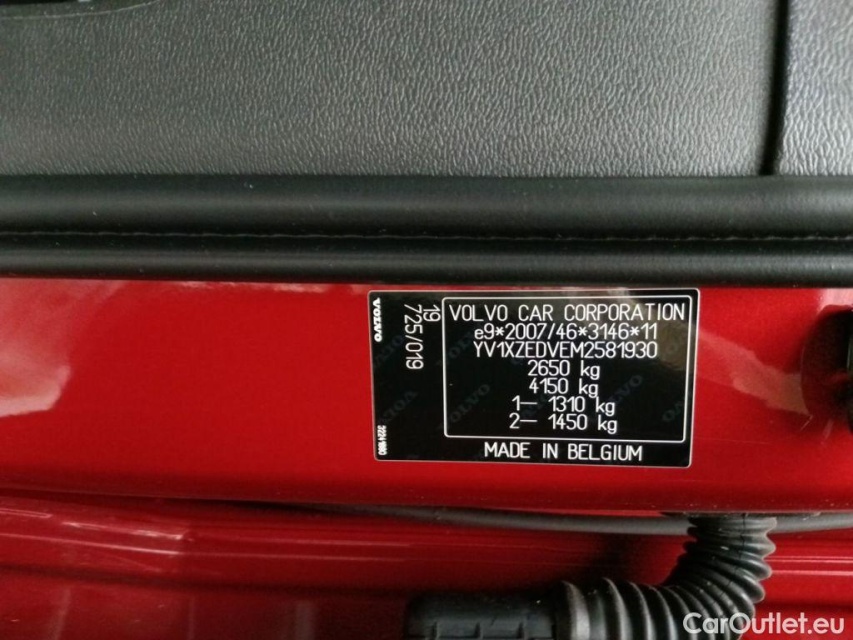 VOLVO
19
725/019
3224980
VOLVO CAR CORPORATION
e9*2007/46*3146*11
YV1XZEDVEM2581930
2650 kg
4150 kg
1— 1310 kg
2— 1450 kg
MADE IN BELGIUM
CarOutlet.eu